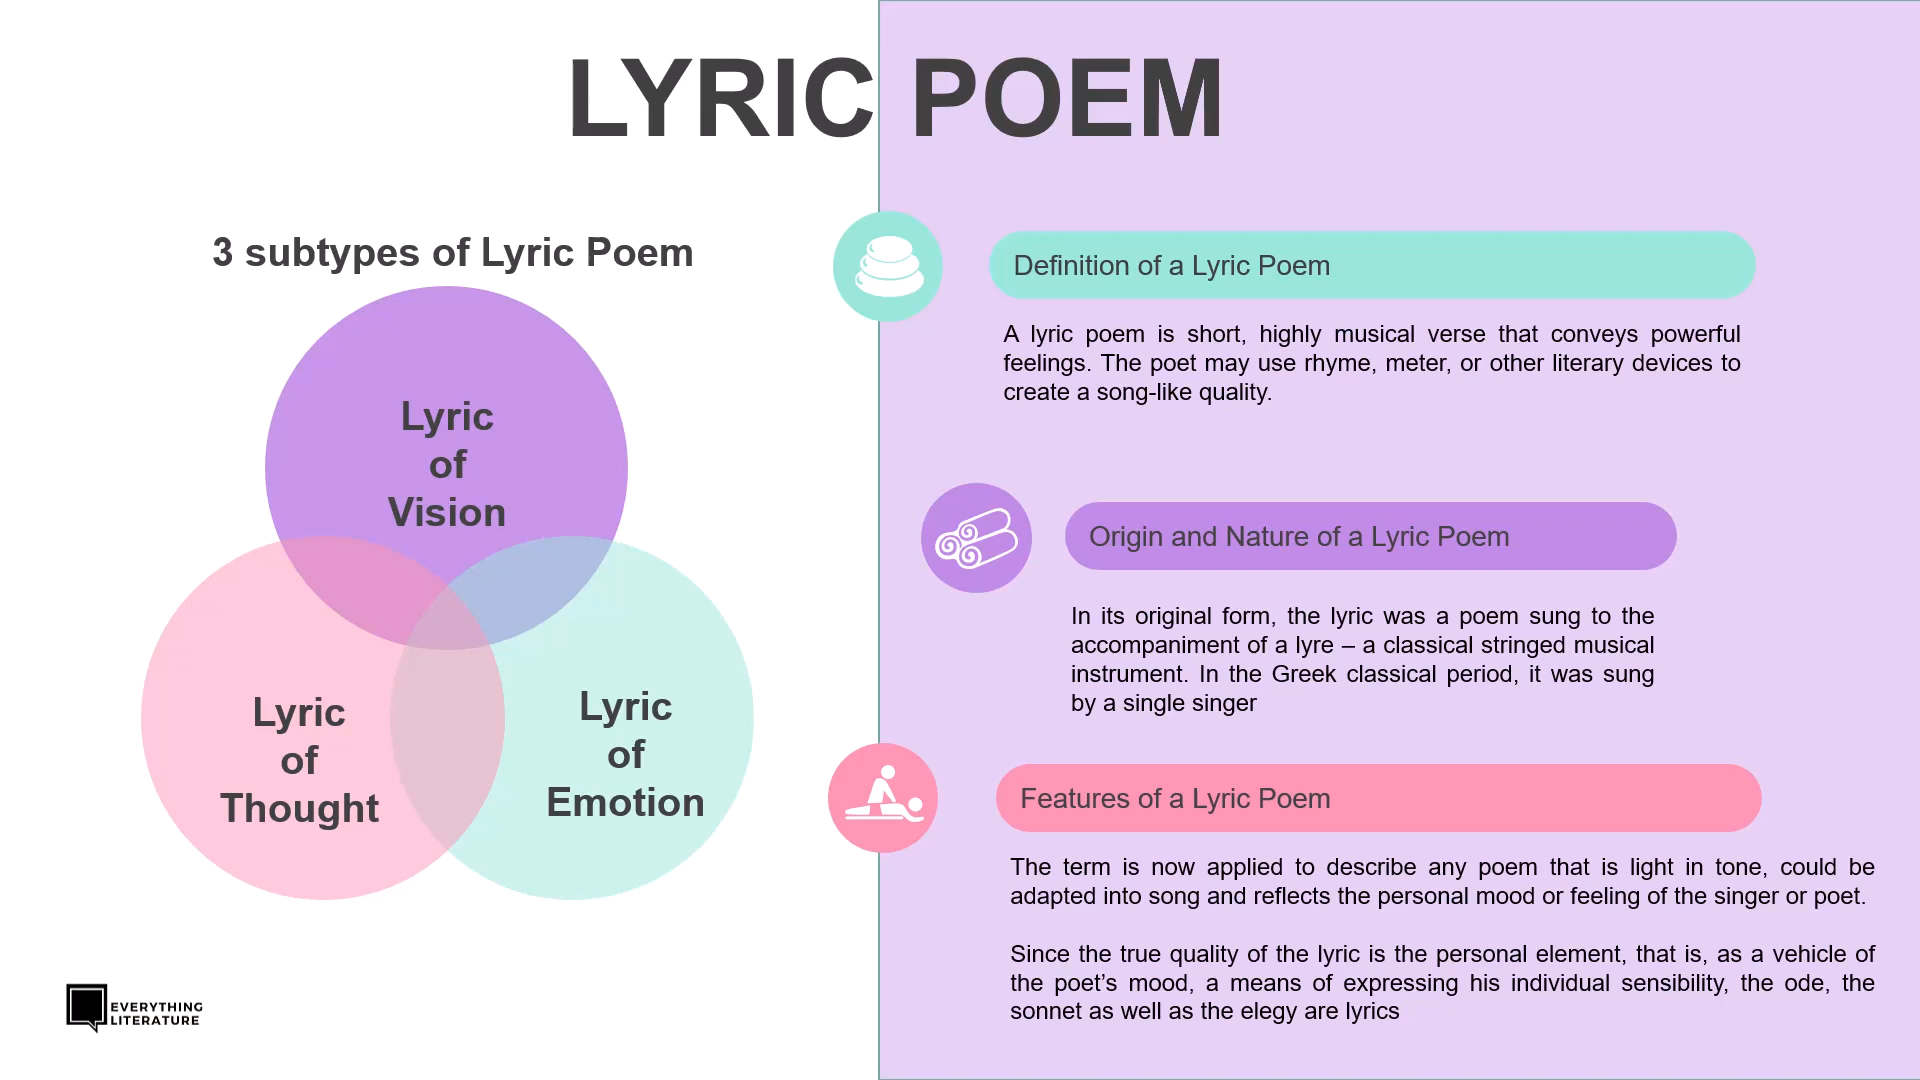 LYRIC POEM
3 subtypes of Lyric Poem
Lyric
of
Vision
Lyric
of
Thought
Lyric
of
Emotion
EVERYTHING
LITERATURE
Definition of a Lyric Poem
A lyric poem is short, highly musical verse that conveys powerful
feelings. The poet may use rhyme, meter, or other literary devices to
create a song-like quality.
Origin and Nature of a Lyric Poem
In its original form, the lyric was a poem sung to the
accompaniment of a lyre – a classical stringed musical
instrument. In the Greek classical period, it was sung
by a single singer
Features of a Lyric Poem
The term is now applied to describe any poem that is light in tone, could be
adapted into song and reflects the personal mood or feeling of the singer or poet.
Since the true quality of the lyric is the personal element, that is, as a vehicle of
the poet’s mood, a means of expressing his individual sensibility, the ode, the
sonnet as well as the elegy are lyrics